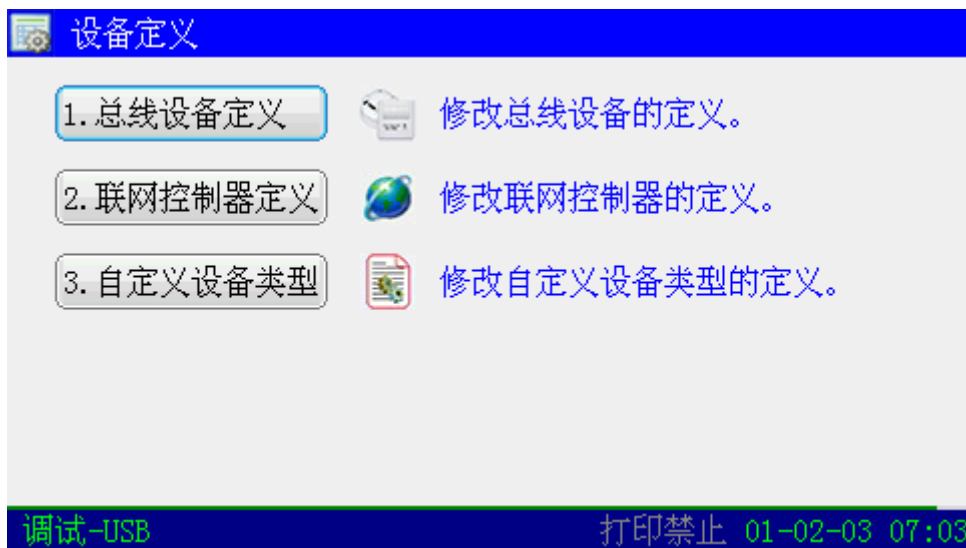 设备定义
1.总线设备定义 修改总线设备的定义。
2.联网控制器定义 修改联网控制器的定义。
3.自定义设备类型 修改自定义设备类型的定义。
调试-USB 打印禁止 01-02-03 07:03